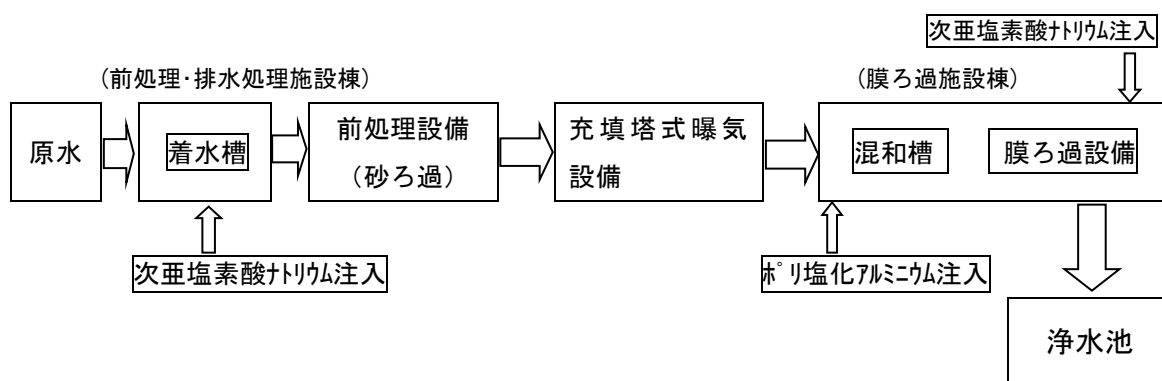 次亜塩素酸ﾅﾄﾘｳﾑ注入
(前処理･排水処理施設棟)
(膜ろ過施設棟)
原水
着水槽
前処理設備
(砂ろ過)
充填塔式曝気
設備
混和槽
膜ろ過設備
次亜塩素酸ﾅﾄﾘｳﾑ注入
ﾎﾟﾘ塩化ｱﾙﾐﾆｳﾑ注入
浄水池